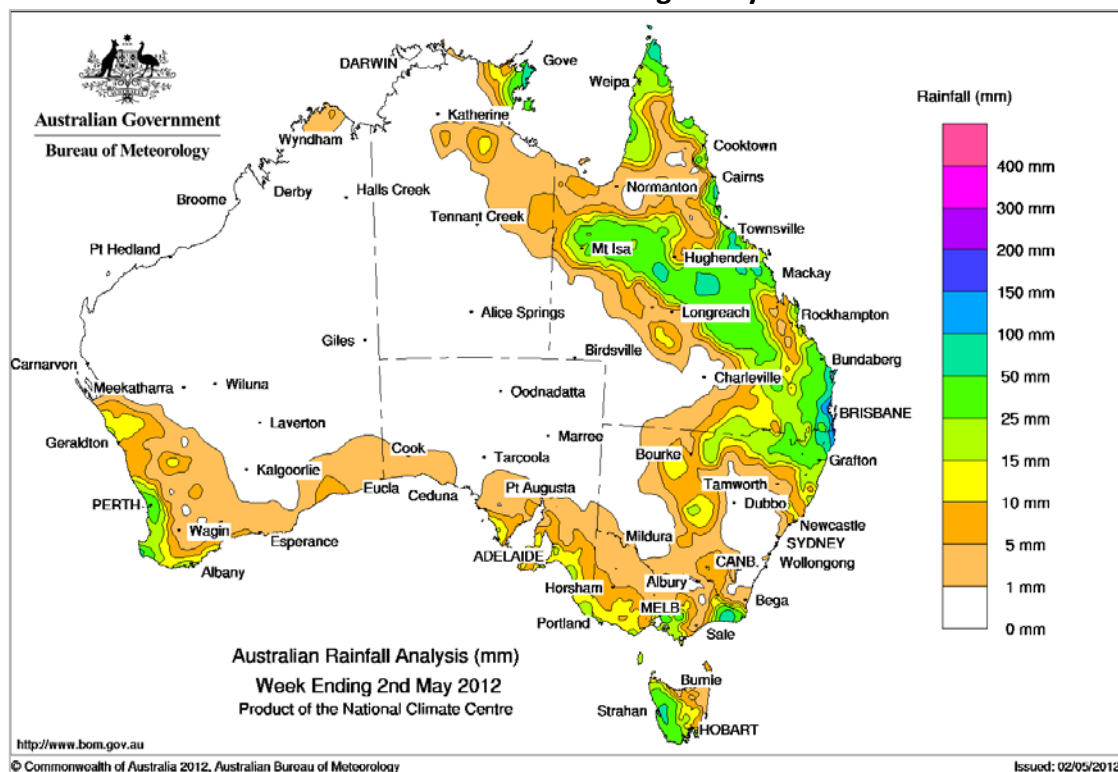 Australian Government
Bureau of Meteorology
DARWIN
Gove
Weipa
Katherine
Wyndham
Cooktown
Cairns
Broome
Derby
Halls Creek
Normanton
Tennant Creek
Townsville
Pt Hedland
Mt Isa
Hughenden
Mackay
Alice Springs
Longreach
Rockhampton
Giles
Birdsville
Bundaberg
Carnarvon
Meekatharra
Wiluna
Oodnadatta
Charleville
BRISBANE
Laverton
Marree
Geraldton
Cook
Tarcoola
Bourke
Grafton
Kalgoorlie
Eucla
Ceduna
Pt Augusta
Tamworth
Dubbo
PERTH
Wagin
Esperance
Mildura
Newcastle
SYDNEY
ADELAIDE
Wollongong
CANB.
Albany
Albury
Horsham
Bega
MELB
Portland
Sale
Burnie
Strahan
HOBART
Rainfall (mm)
400 mm
300 mm
200 mm
150 mm
100 mm
50 mm
25 mm
15 mm
10 mm
5 mm
1 mm
0 mm
Australian Rainfall Analysis (mm)
Week Ending 2nd May 2012
Product of the National Climate Centre
http://www.bom.gov.au
© Commonwealth of Australia 2012, Australian Bureau of Meteorology
Issued: 02/05/2012